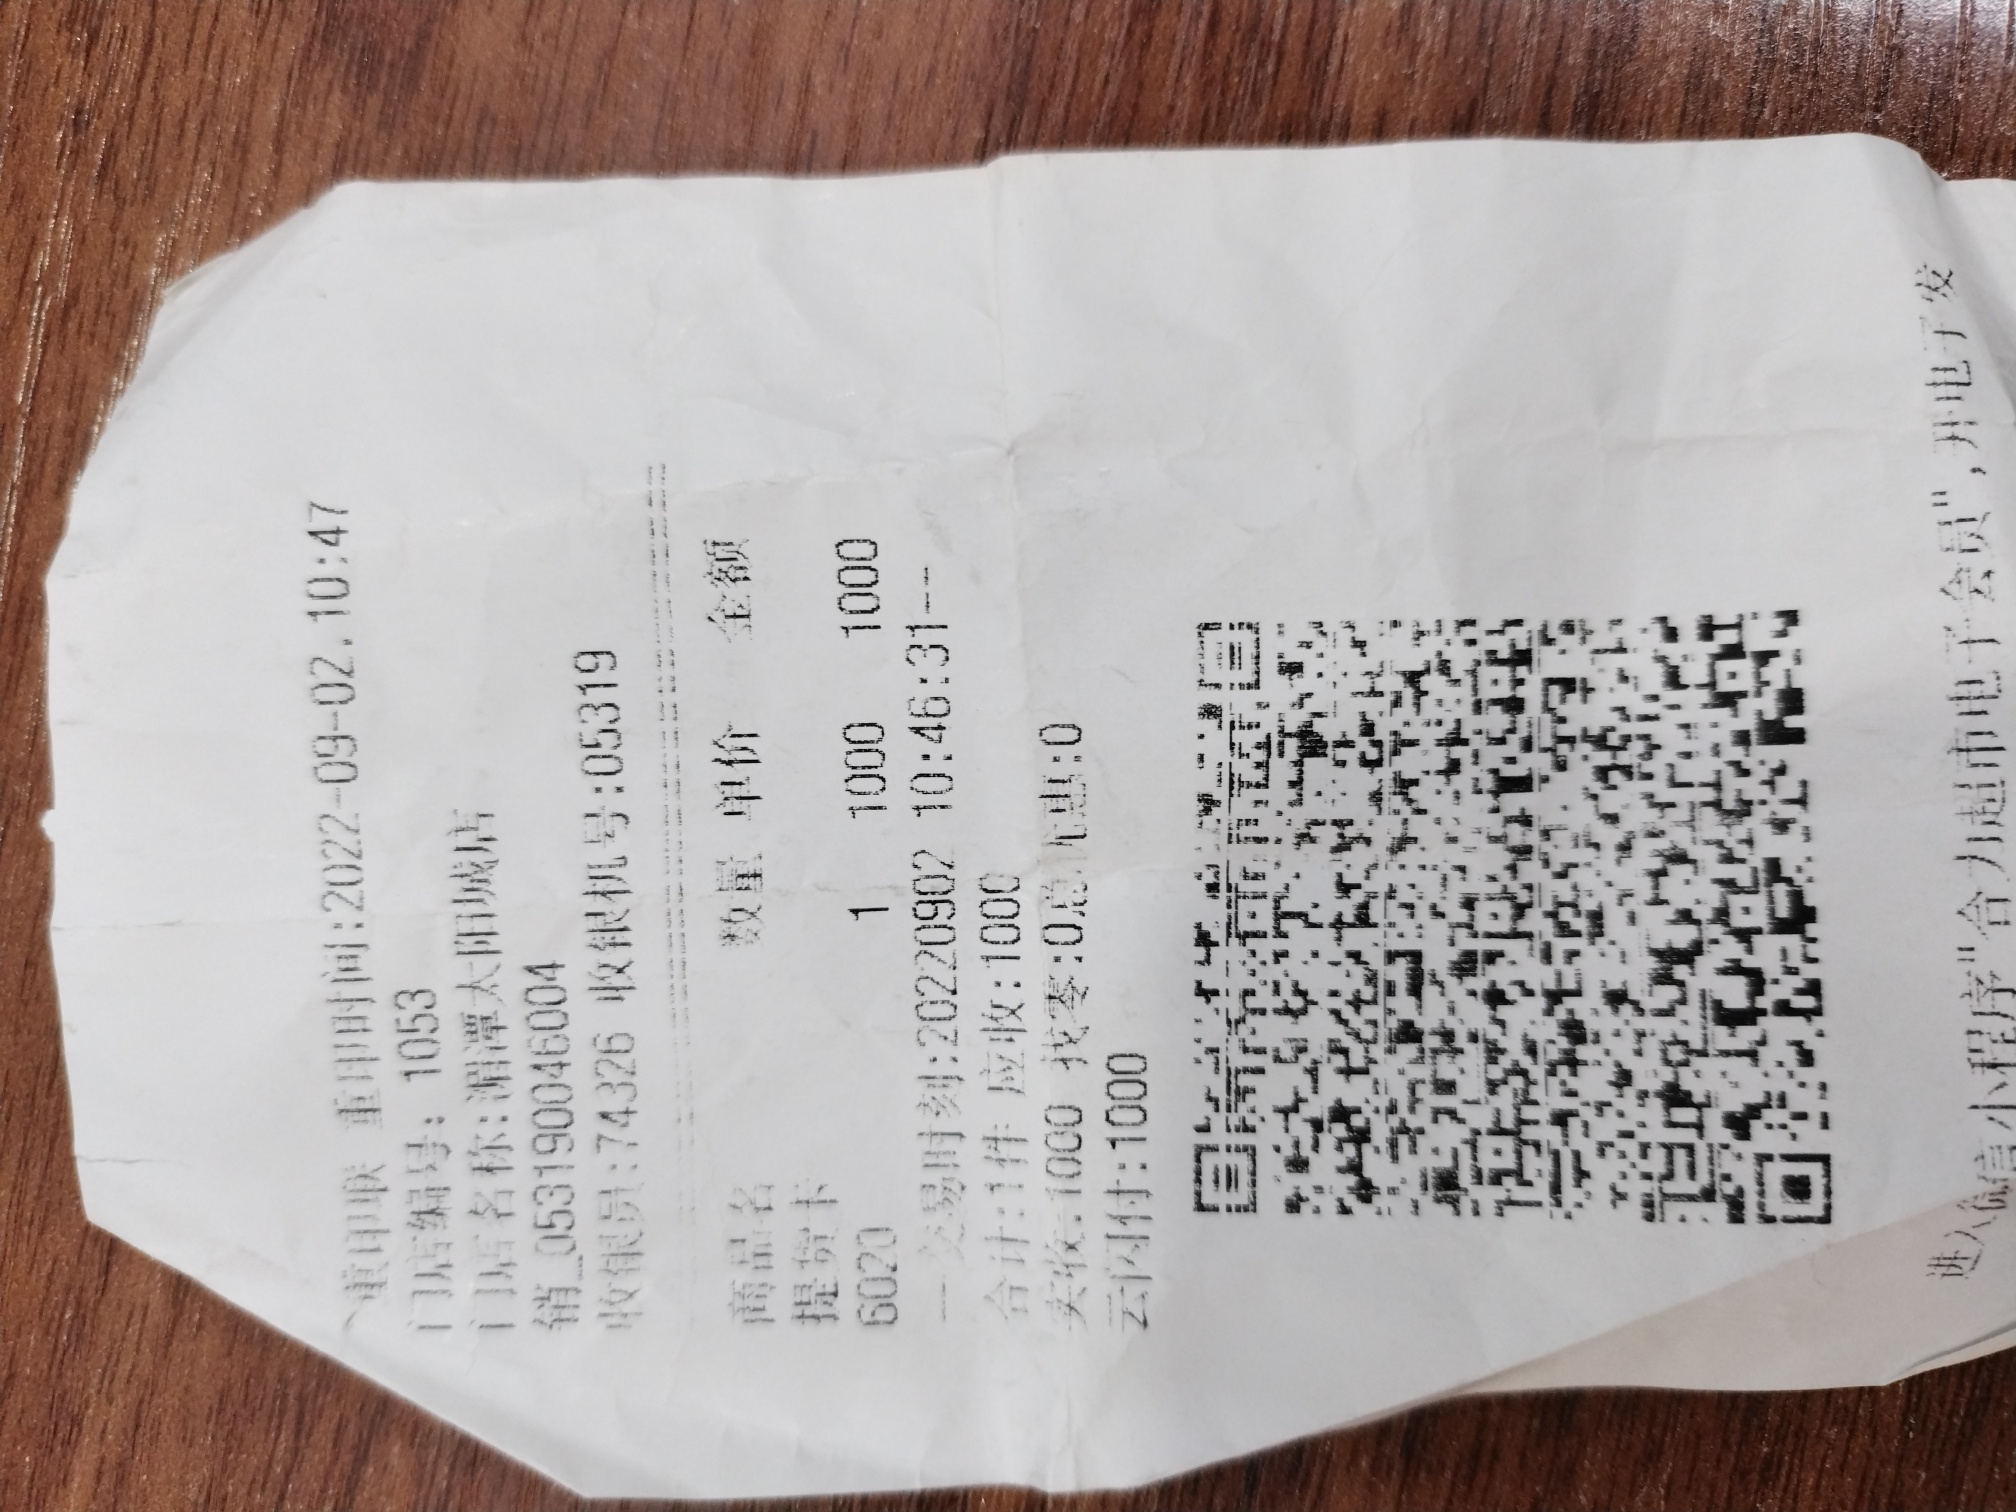 重印联 重印时间:2022-09-02.10:47
门店编号: 1053
门店名称:湄潭太阳城店
销_053190046004
收银员:74326 收银机号:05319
商品名 数量 单价 金额
提货卡
6020 1 1000 1000
--交易时刻:20220902 10:46:31--
合计:1件 应收:1000
实收:1000 找零:0总优惠:0
云闪付:1000
进入微信小程序"合力超市电子会员",开电子发